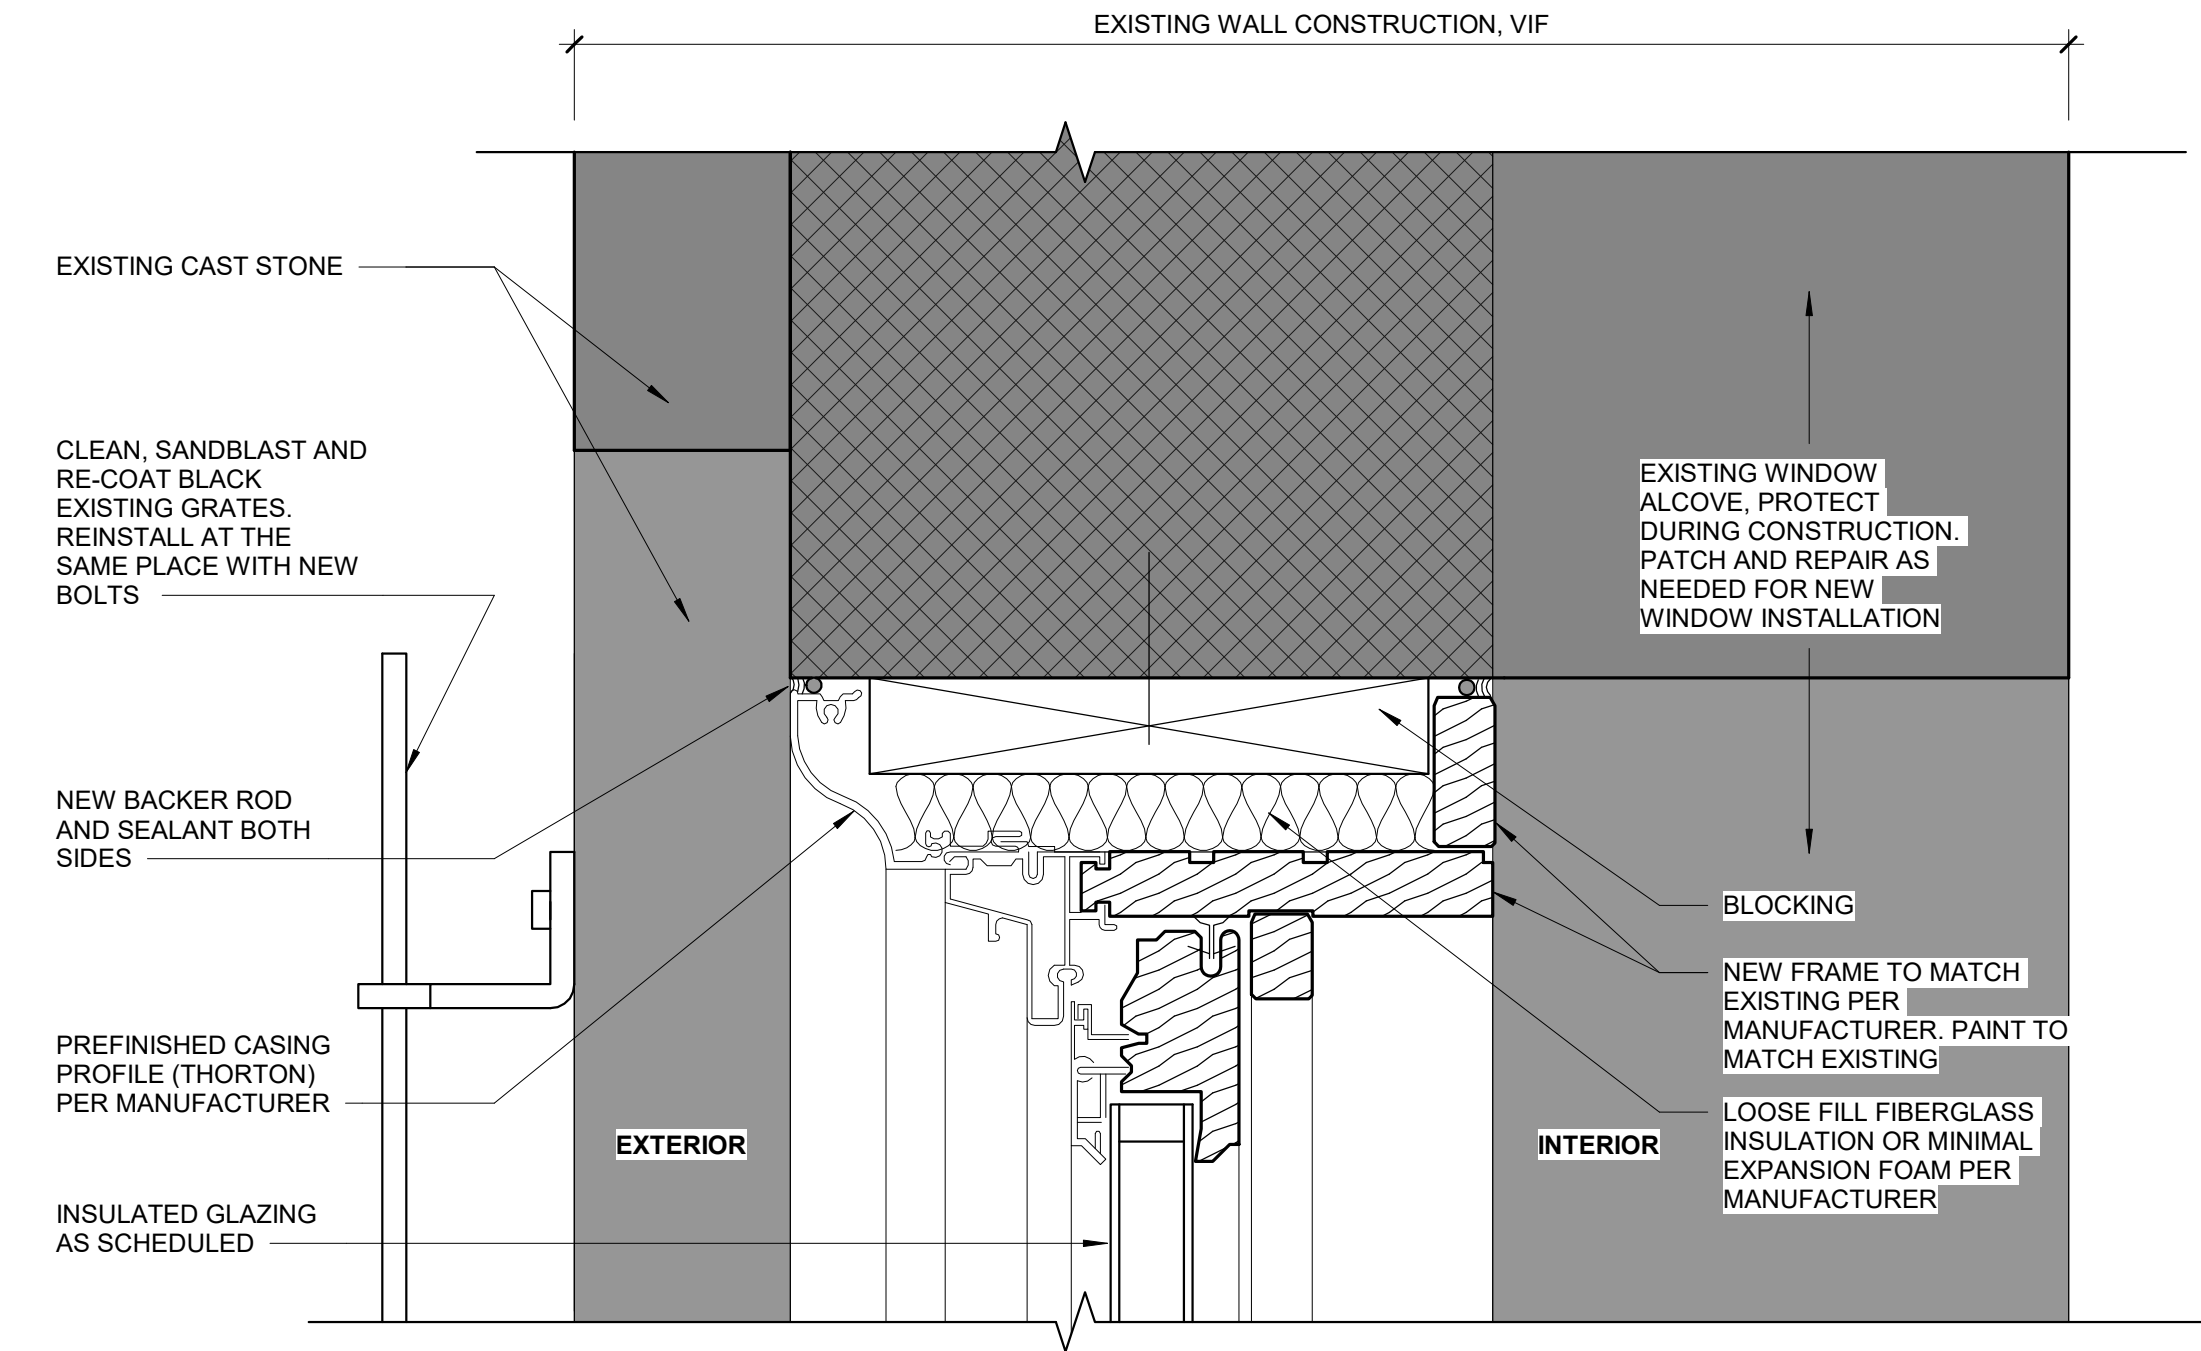 EXISTING WALL CONSTRUCTION, VIF
EXISTING CAST STONE
CLEAN, SANDBLAST AND
RE-COAT BLACK
EXISTING GRATES.
REINSTALL AT THE
SAME PLACE WITH NEW
BOLTS
NEW BACKER ROD
AND SEALANT BOTH
SIDES
PREFINISHED CASING
PROFILE (THORTON)
PER MANUFACTURER
INSULATED GLAZING
AS SCHEDULED
EXTERIOR
INTERIOR
EXISTING WINDOW
ALCOVE, PROTECT
DURING CONSTRUCTION.
PATCH AND REPAIR AS
NEEDED FOR NEW
WINDOW INSTALLATION
BLOCKING
NEW FRAME TO MATCH
EXISTING PER
MANUFACTURER. PAINT TO
MATCH EXISTING
LOOSE FILL FIBERGLASS
INSULATION OR MINIMAL
EXPANSION FOAM PER
MANUFACTURER